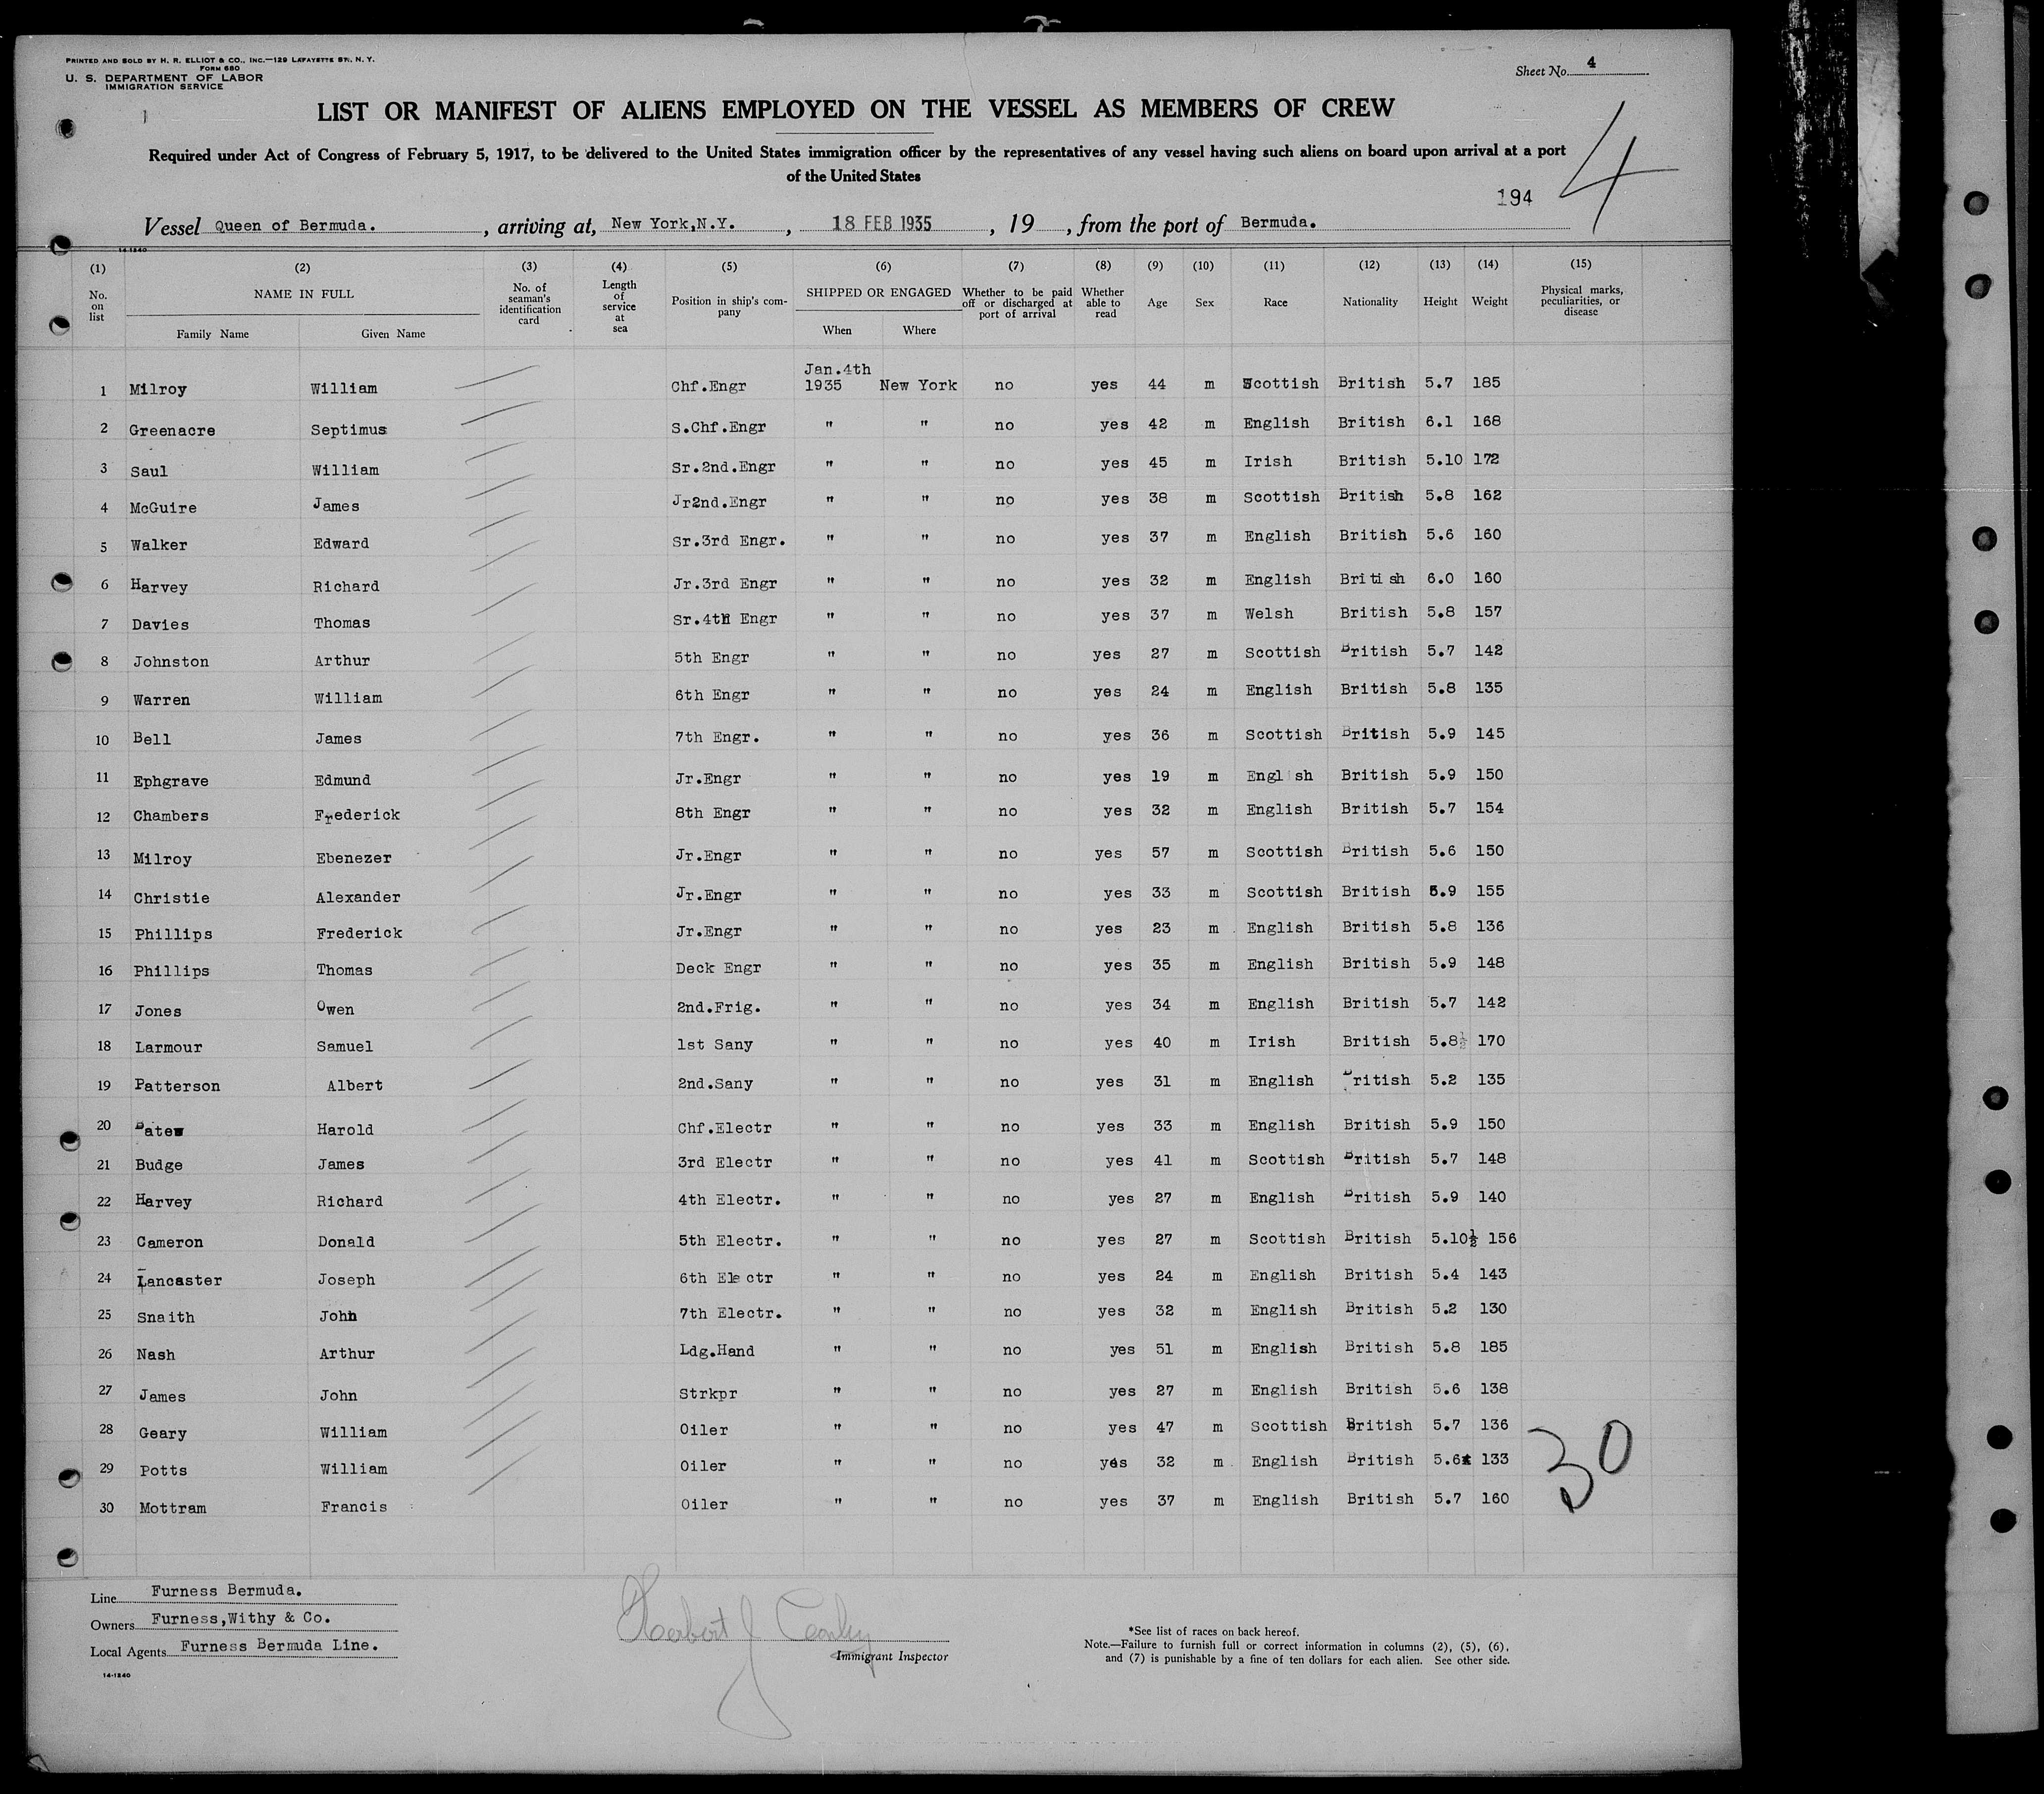 PRINTED AND SOLD BY H. R. ELLIOT & CO., INC.—129 LAFAYETTE ST., N. Y.
FORM 680
U. S. DEPARTMENT OF LABOR
IMMIGRATION SERVICE
Sheet No. 4
LIST OR MANIFEST OF ALIENS EMPLOYED ON THE VESSEL AS MEMBERS OF CREW
4
Required under Act of Congress of February 5, 1917, to be delivered to the United States immigration officer by the representatives of any vessel having such aliens on board upon arrival at a port
of the United States
194
Vessel Queen of Bermuda. , arriving at, New York,N.Y. , 18 FEB 1935 , 19 , from the port of Bermuda.
14-1240
(1) (2) (3) (4) (5) (6) (7) (8) (9) (10) (11) (12) (13) (14) (15)
No. on list NAME IN FULL Family Name Given Name No. of seaman's identification card Length of service at sea Position in ship's company SHIPPED OR ENGAGED When Where Whether to be paid off or discharged at port of arrival Whether able to read Age Sex Race Nationality Height Weight Physical marks, peculiarities, or disease
1 Milroy William Chf.Engr Jan.4th 1935 New York no yes 44 m Scottish British 5.7 185
2 Greenacre Septimus S.Chf.Engr " " no yes 42 m English British 6.1 168
3 Saul William Sr.2nd.Engr " " no yes 45 m Irish British 5.10 172
4 McGuire James Jr2nd.Engr " " no yes 38 m Scottish British 5.8 162
5 Walker Edward Sr.3rd Engr. " " no yes 37 m English British 5.6 160
6 Harvey Richard Jr.3rd Engr " " no yes 32 m English British 6.0 160
7 Davies Thomas Sr.4th Engr " " no yes 37 m Welsh British 5.8 157
8 Johnston Arthur 5th Engr " " no yes 27 m Scottish British 5.7 142
9 Warren William 6th Engr " " no yes 24 m English British 5.8 135
10 Bell James 7th Engr. " " no yes 36 m Scottish British 5.9 145
11 Ephgrave Edmund Jr.Engr " " no yes 19 m Engl sh British 5.9 150
12 Chambers Frederick 8th Engr " " no yes 32 m English British 5.7 154
13 Milroy Ebenezer Jr.Engr " " no yes 57 m Scottish British 5.6 150
14 Christie Alexander Jr.Engr " " no yes 33 m Scottish British 5.9 155
15 Phillips Frederick Jr.Engr " " no yes 23 m English British 5.8 136
16 Phillips Thomas Deck Engr " " no yes 35 m English British 5.9 148
17 Jones Owen 2nd.Frig. " " no yes 34 m English British 5.7 142
18 Larmour Samuel 1st Sany " " no yes 40 m Irish British 5.8½ 170
19 Patterson Albert 2nd.Sany " " no yes 31 m English British 5.2 135
20 Harold Chf.Electr " " no yes 33 m English British 5.9 150
21 Budge James 3rd Electr " " no yes 41 m Scottish British 5.7 148
22 Harvey Richard 4th Electr. " " no yes 27 m English British 5.9 140
23 Cameron Donald 5th Electr. " " no yes 27 m Scottish British 5.10½ 156
24 Lancaster Joseph 6th Electr " " no yes 24 m English British 5.4 143
25 Snaith John 7th Electr. " " no yes 32 m English British 5.2 130
26 Nash Arthur Ldg.Hand " " no yes 51 m English British 5.8 185
27 James John Strkpr " " no yes 27 m English British 5.6 138
28 Geary William Oiler " " no yes 47 m Scottish British 5.7 136
29 Potts William Oiler " " no yes 32 m English British 5.6 133
30 Mottram Francis Oiler " " no yes 37 m English British 5.7 160
30
Line Furness Bermuda.
Owners Furness,Withy & Co.
Local Agents Furness Bermuda Line.
14-1240
Herbert J
Immigrant Inspector
*See list of races on back hereof.
Note.—Failure to furnish full or correct information in columns (2), (5), (6),
and (7) is punishable by a fine of ten dollars for each alien. See other side.